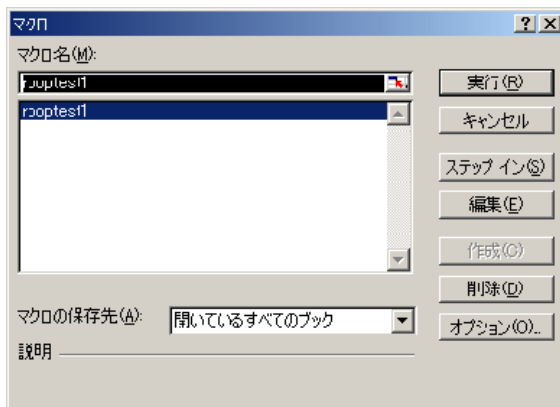 マクロ
マクロ名(M):
rooptest1
rooptest1
実行(R)
キャンセル
ステップ イン(S)
編集(E)
作成(C)
削除(D)
オプション(O)...
マクロの保存先(A):
開いているすべてのブック
説明